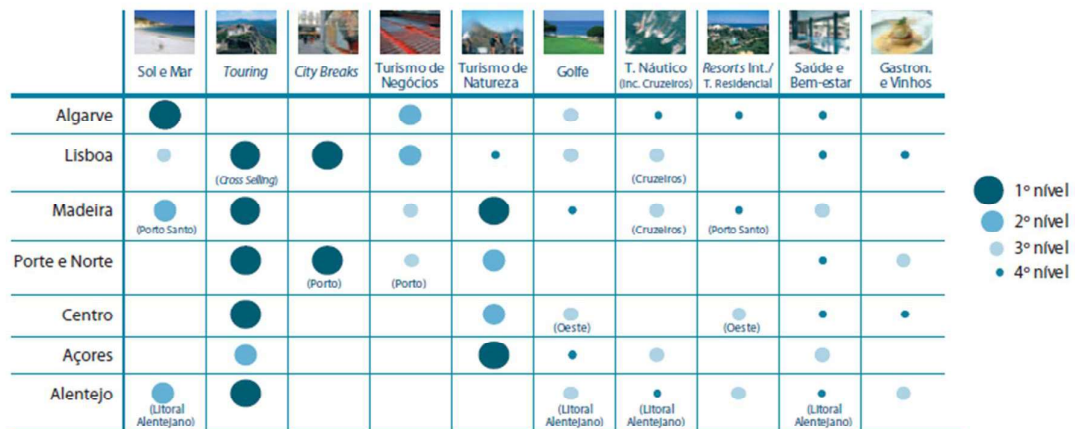 Sol e Mar
Touring
City Breaks
Turismo de
Negócios
Turismo de
Natureza
Golfe
T. Náutico
(Inc. Cruzeiros)
Resorts Int./
T. Residencial
Saúde e
Bem-estar
Gastron.
e Vinhos
Algarve
Lisboa
(Cross Selling)
(Cruzeiros)
Madeira
(Porto Santo)
(Cruzeiros)
(Porto Santo)
Porte e Norte
(Porto)
(Porto)
Centro
(Oeste)
(Oeste)
Açores
Alentejo
(Litoral
Alentejano)
(Litoral
Alentejano)
(Litoral
Alentejano)
(Litoral
Alentejano)
1º nível
2º nível
3º nível
4º nível